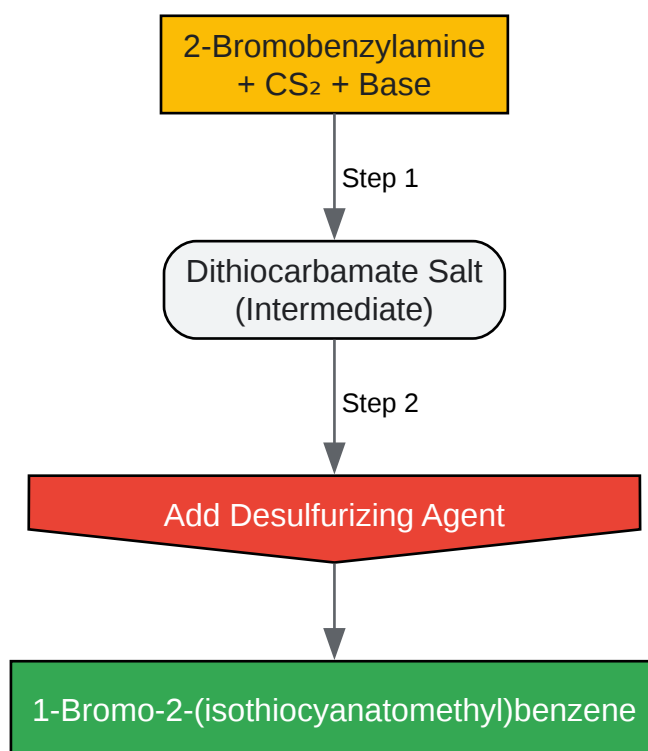 2-Bromobenzylamine
+ CS₂ + Base
Step 1
Dithiocarbamate Salt
(Intermediate)
Step 2
Add Desulfurizing Agent
1-Bromo-2-(isothiocyanatomethyl)benzene